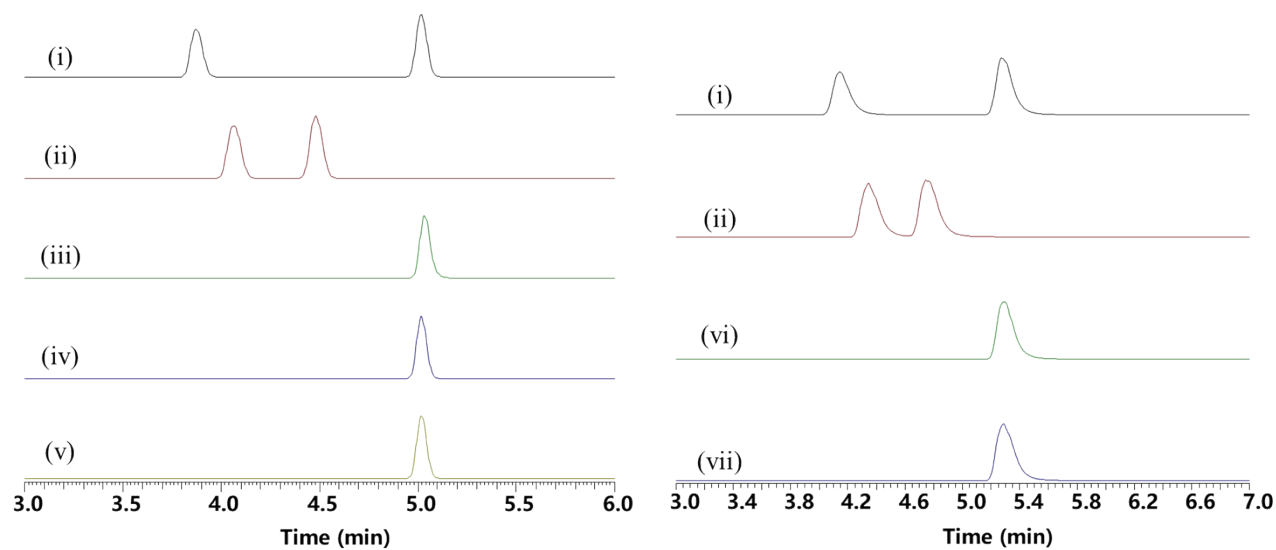 (i)
(ii)
(iii)
(iv)
(v)
3.0 3.5 4.0 4.5 5.0 5.5 6.0
Time (min)
(i)
(ii)
(vi)
(vii)
3.0 3.4 3.8 4.2 4.6 5.0 5.4 5.8 6.2 6.6 7.0
Time (min)